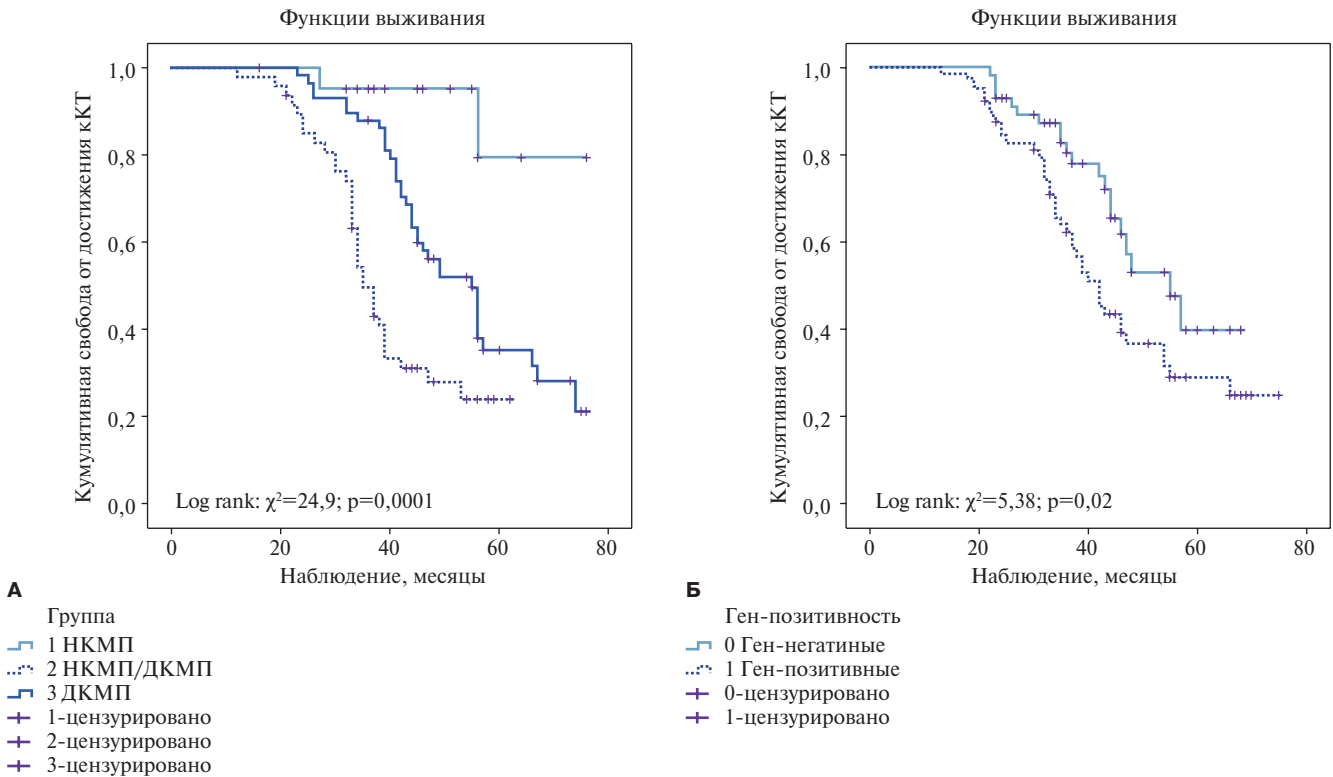 Функции выживания
Кумулятивная свобода от достижения кКТ
1,0
0,8
0,6
0,4
0,2
0,0
Log rank: χ²=24,9; p=0,0001
0 20 40 60 80
Наблюдение, месяцы
А
Группа
1 НКМП
2 НКМП/ДКМП
3 ДКМП
1-цензурировано
2-цензурировано
3-цензурировано
Функции выживания
Кумулятивная свобода от достижения кКТ
1,0
0,8
0,6
0,4
0,2
0,0
Log rank: χ²=5,38; p=0,02
0 20 40 60 80
Наблюдение, месяцы
Б
Ген-позитивность
0 Ген-негатиные
1 Ген-позитивные
0-цензурировано
1-цензурировано